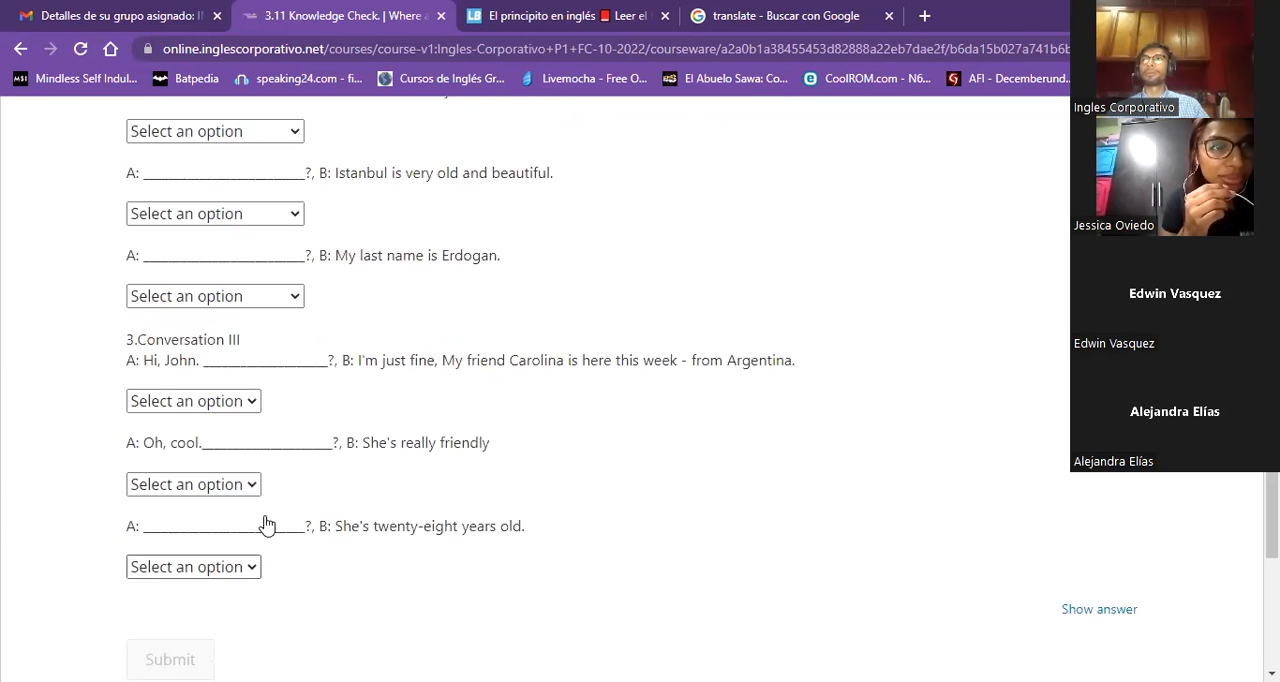 Detalles de su grupo asignado: I
3.11 Knowledge Check. | Where a
El principito en inglés 📕 Leer el l
translate - Buscar con Google
online.inglescorporativo.net/courses/course-v1:Ingles-Corporativo+P1+FC-10-2022/courseware/a2a0b1a38455453d82888a22eb7dae2f/b6da15b027a741b6b
Mindless Self Indul...
Batpedia
speaking24.com - fi...
Cursos de Inglés Gr...
Livemocha - Free O...
El Abuelo Sawa: Co...
CoolROM.com - N6...
AFI - Decemberund...
Select an option
A: ________________________?, B: Istanbul is very old and beautiful.
Select an option
A: ________________________?, B: My last name is Erdogan.
Select an option
3.Conversation III
A: Hi, John. __________________?, B: I'm just fine, My friend Carolina is here this week - from Argentina.
Select an option
A: Oh, cool.___________________?, B: She's really friendly
Select an option
A: ________________________?, B: She's twenty-eight years old.
Select an option
Show answer
Submit
Ingles Corporativo
Jessica Oviedo
Edwin Vasquez
Edwin Vasquez
Alejandra Elías
Alejandra Elías